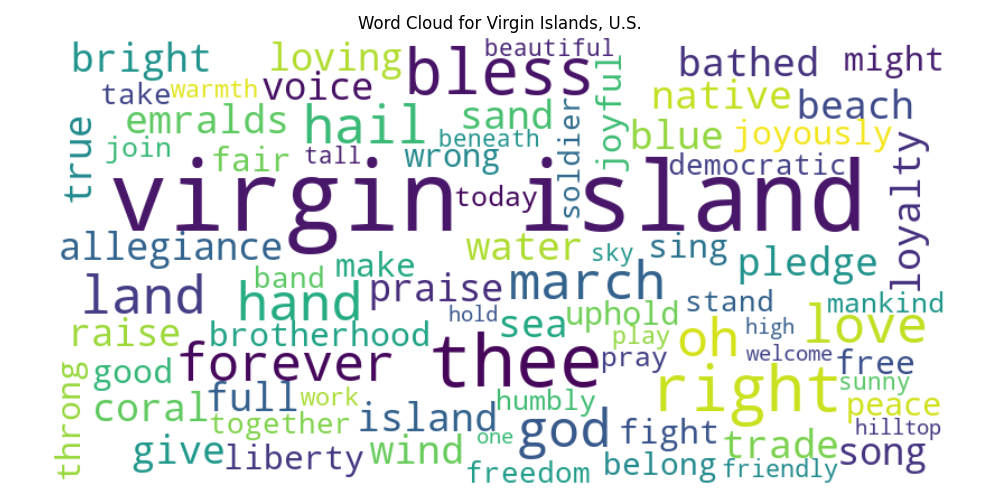 Word Cloud for Virgin Islands, U.S.
bright loving bless beautiful bathed might
take warmth voice joyful native beach
true emralds hail sand soldier blue joyously
join fair tall beneath wrong democratic loyalty
virgin island today
allegiance water sky sing pledge
band make praise march stand mankind
land hand hold sea uphold play oh high love
raise brotherhood forever thee pray welcome free
throng good full work right sunny
coral together island humbly god peace
give liberty wind one fight trade hilltop song
freedom belong friendly